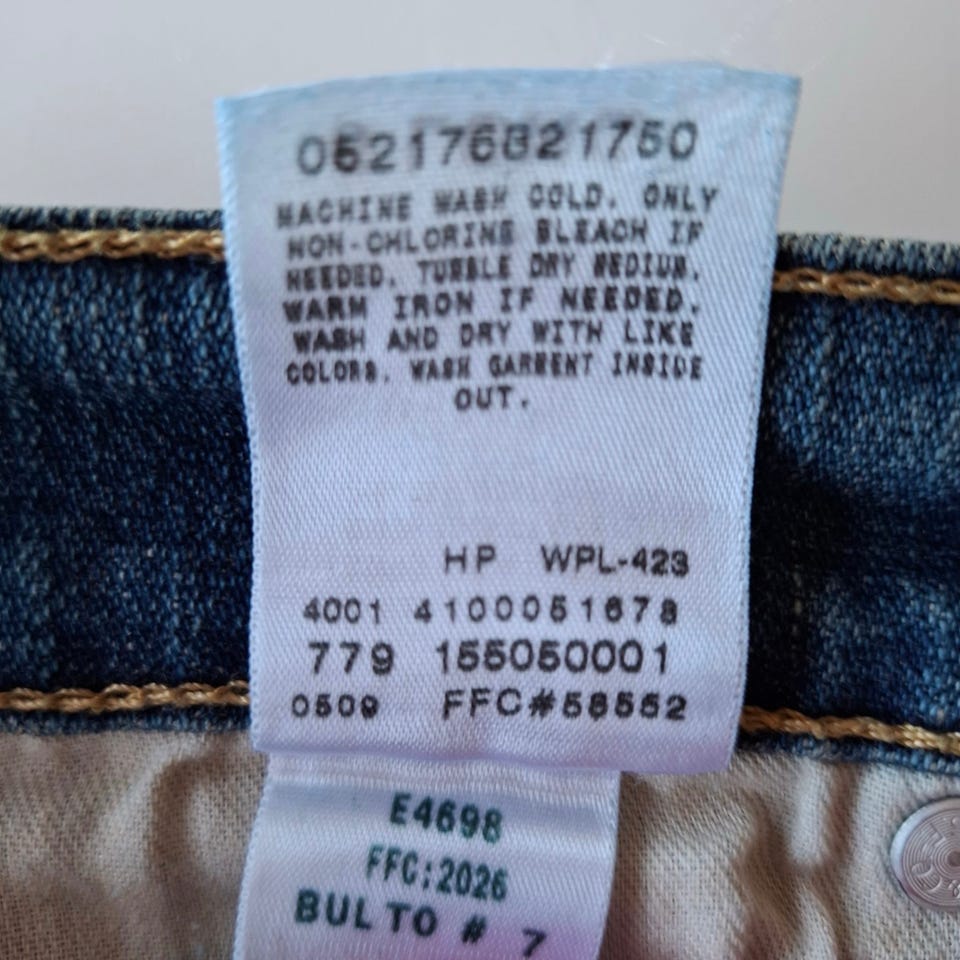 052176821750
MACHINE WASH COLD. ONLY
NON-CHLORINE BLEACH IF
NEEDED. TUMBLE DRY MEDIUM.
WARM IRON IF NEEDED.
WASH AND DRY WITH LIKE
COLORS. WASH GARMENT INSIDE
OUT.
HP WPL-423
4001 4100051678
779 155050001
0509 FFC#58552
E4698
FFC:2026
BULTO # 7